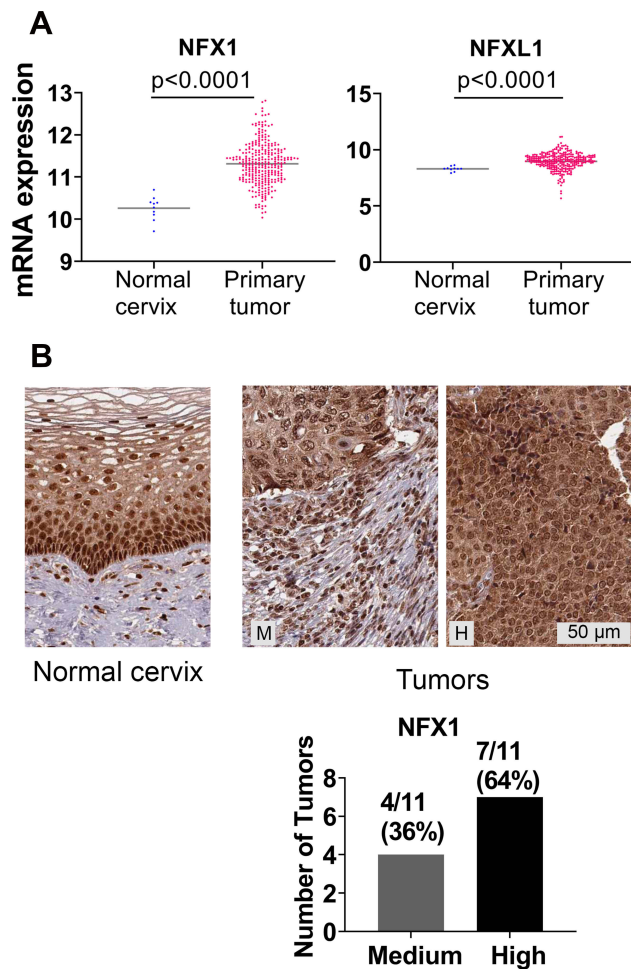 A
NFX1
p<0.0001
mRNA expression
13
12
11
10
9
Normal
cervix
Primary
tumor
NFXL1
p<0.0001
15
10
5
0
Normal
cervix
Primary
tumor
B
M
H
50 µm
Normal cervix
Tumors
NFX1
Number of Tumors
8
6
4
2
0
4/11
(36%)
7/11
(64%)
Medium
High